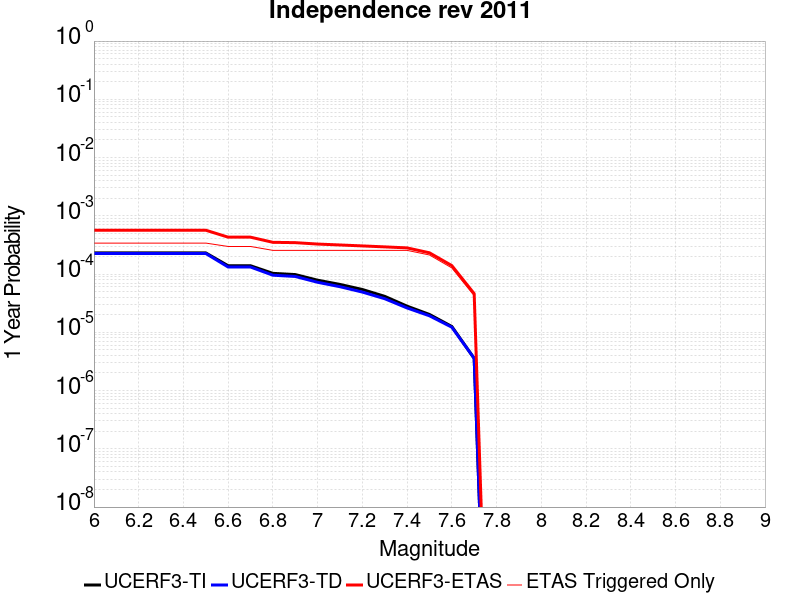 Independence rev 2011
1 Year Probability
10^0
10^-1
10^-2
10^-3
10^-4
10^-5
10^-6
10^-7
10^-8
6 6.2 6.4 6.6 6.8 7 7.2 7.4 7.6 7.8 8 8.2 8.4 8.6 8.8 9
Magnitude
UCERF3-TI UCERF3-TD UCERF3-ETAS ETAS Triggered Only